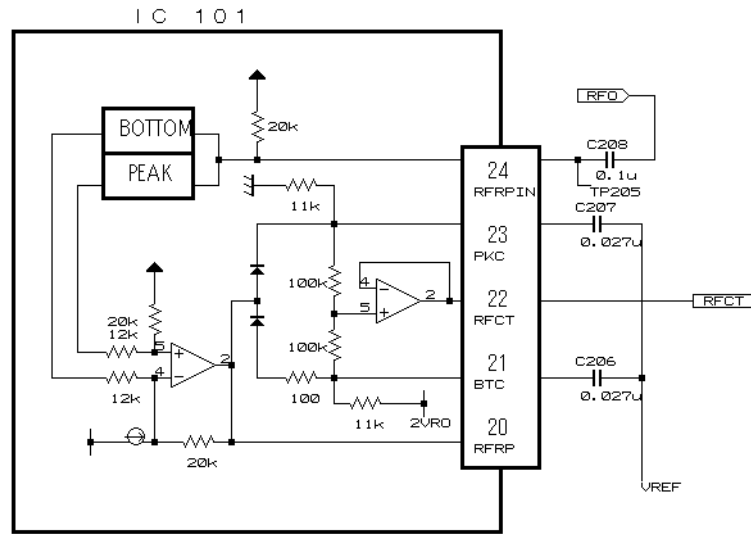 IC 101
RFO
BOTTOM
20k
C208
PEAK
24
0.1u
RFRPIN
TP205
11k
C207
23
0.027u
PKC
100k
4
2
22
RFCT
5
RFCT
20k
12k
100k
5
2
21
C206
4
BTC
0.027u
12k
100
11k
2VRO
20
RFRP
20k
VREF